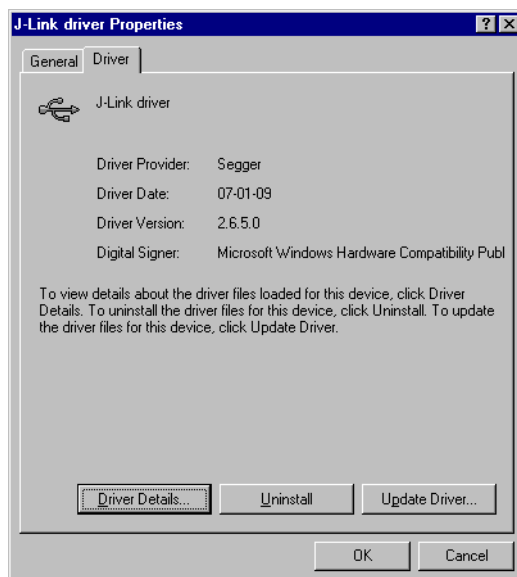 J-Link driver Properties
General Driver
J-Link driver
Driver Provider: Segger
Driver Date: 07-01-09
Driver Version: 2.6.5.0
Digital Signer: Microsoft Windows Hardware Compatibility Publ
To view details about the driver files loaded for this device, click Driver
Details. To uninstall the driver files for this device, click Uninstall. To update
the driver files for this device, click Update Driver.
Driver Details... Uninstall Update Driver...
OK Cancel